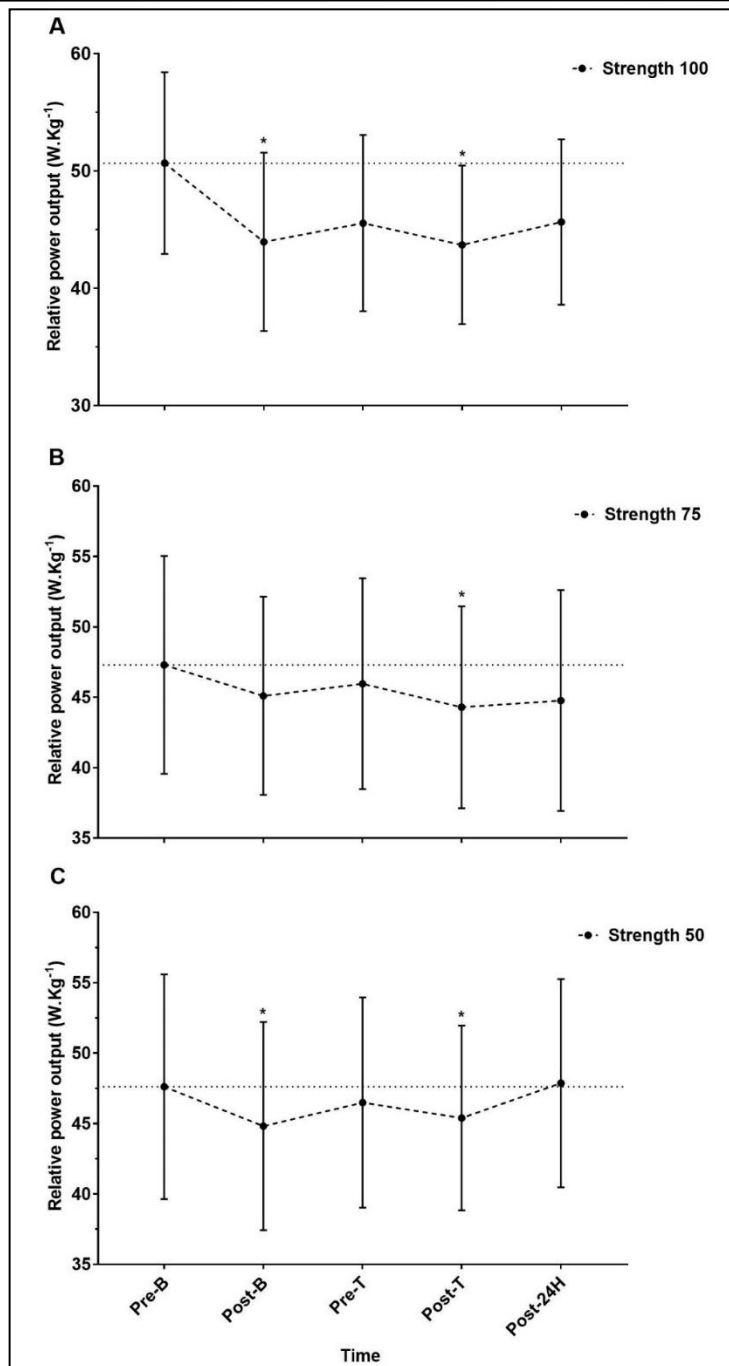 A
60
50
40
30
Relative power output (W.Kg⁻¹)
Strength 100
*
*
B
60
55
50
45
40
35
Relative power output (W.Kg⁻¹)
Strength 75
*
C
60
55
50
45
40
35
Relative power output (W.Kg⁻¹)
Strength 50
*
*
Pre-B
Post-B
Pre-T
Post-T
Post-24H
Time